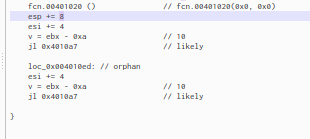 fcn.00401020 () // fcn.00401020(0x0, 0x0)
esp += 8
esi += 4
v = ebx - 0xa // 10
jl 0x4010a7 // likely
loc_0x004010ed: // orphan
esi += 4
v = ebx - 0xa // 10
jl 0x4010a7 // likely
}